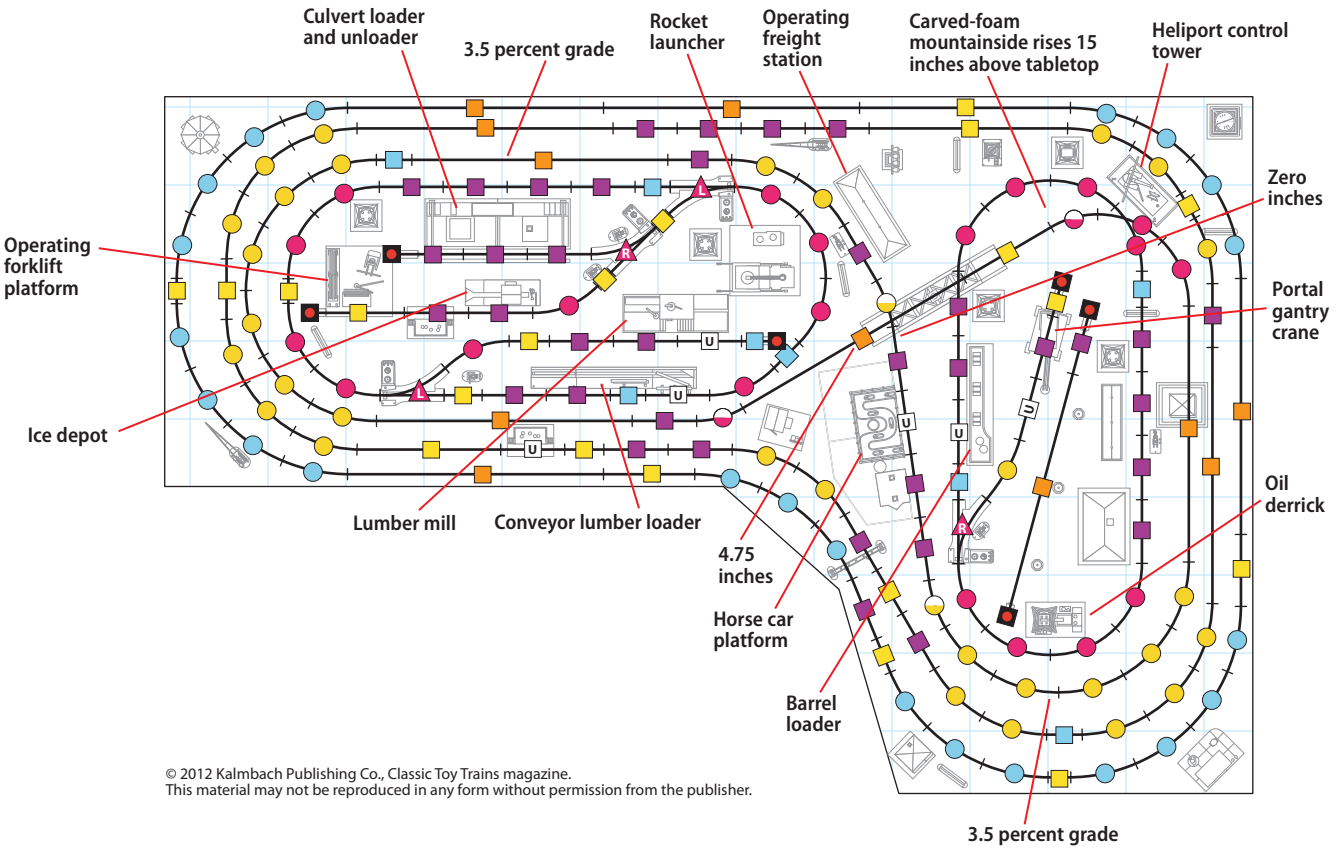 Culvert loader
and unloader
3.5 percent grade
Rocket
launcher
Operating
freight
station
Carved-foam
mountainside rises 15
inches above tabletop
Heliport control
tower
Zero
inches
Operating
forklift
platform
L
R
Portal
gantry
crane
U
L
U
U
U
U
U
R
Ice depot
Lumber mill
Conveyor lumber loader
4.75
inches
Horse car
platform
Barrel
loader
Oil
derrick
© 2012 Kalmbach Publishing Co., Classic Toy Trains magazine.
This material may not be reproduced in any form without permission from the publisher.
3.5 percent grade